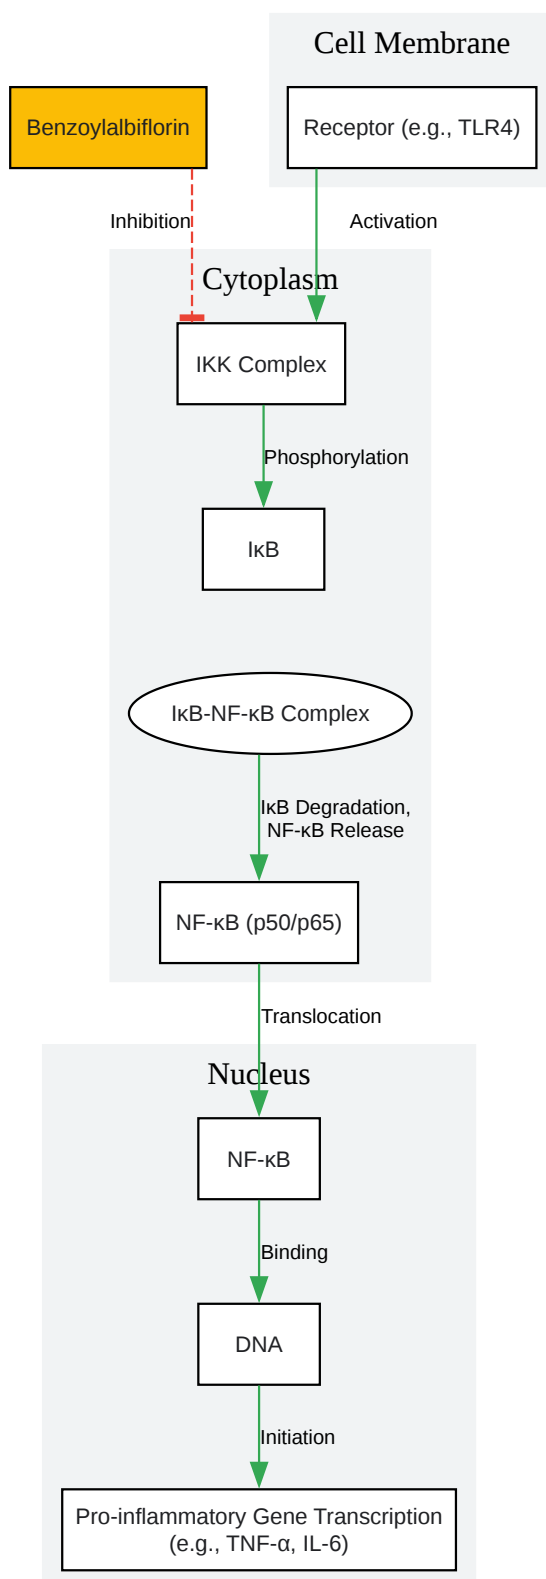 Cell Membrane
Benzoylalbiflorin
Receptor (e.g., TLR4)
Inhibition
Activation
Cytoplasm
IKK Complex
Phosphorylation
IκB
IκB-NF-κB Complex
IκB Degradation,
NF-κB Release
NF-κB (p50/p65)
Translocation
Nucleus
NF-κB
Binding
DNA
Initiation
Pro-inflammatory Gene Transcription
(e.g., TNF-α, IL-6)